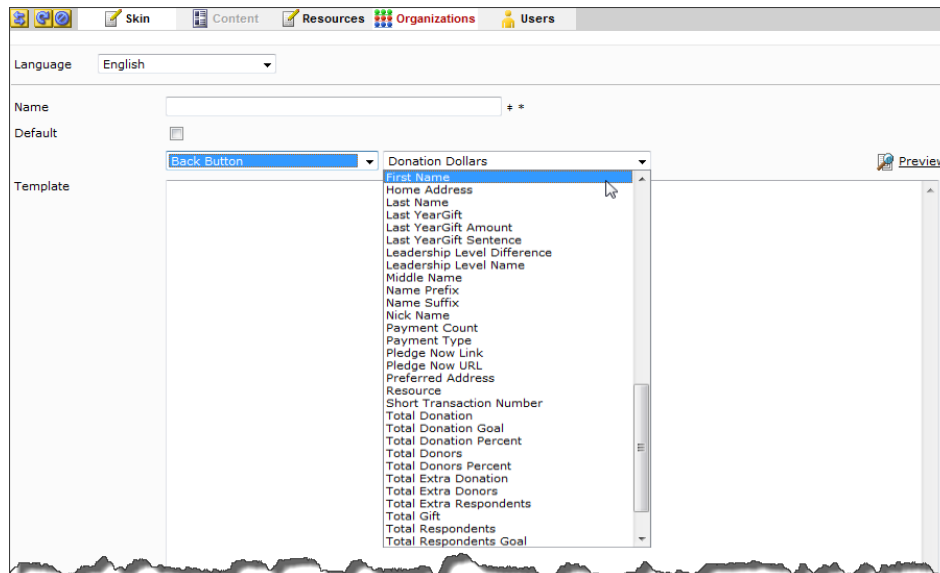 Skin Content Resources Organizations Users
Language English
Name ‡ *
Default
Back Button Donation Dollars Preview
Template
First Name
Home Address
Last Name
Last YearGift
Last YearGift Amount
Last YearGift Sentence
Leadership Level Difference
Leadership Level Name
Middle Name
Name Prefix
Name Suffix
Nick Name
Payment Count
Payment Type
Pledge Now Link
Pledge Now URL
Preferred Address
Resource
Short Transaction Number
Total Donation
Total Donation Goal
Total Donation Percent
Total Donors
Total Donors Percent
Total Extra Donation
Total Extra Donors
Total Extra Respondents
Total Gift
Total Respondents
Total Respondents Goal